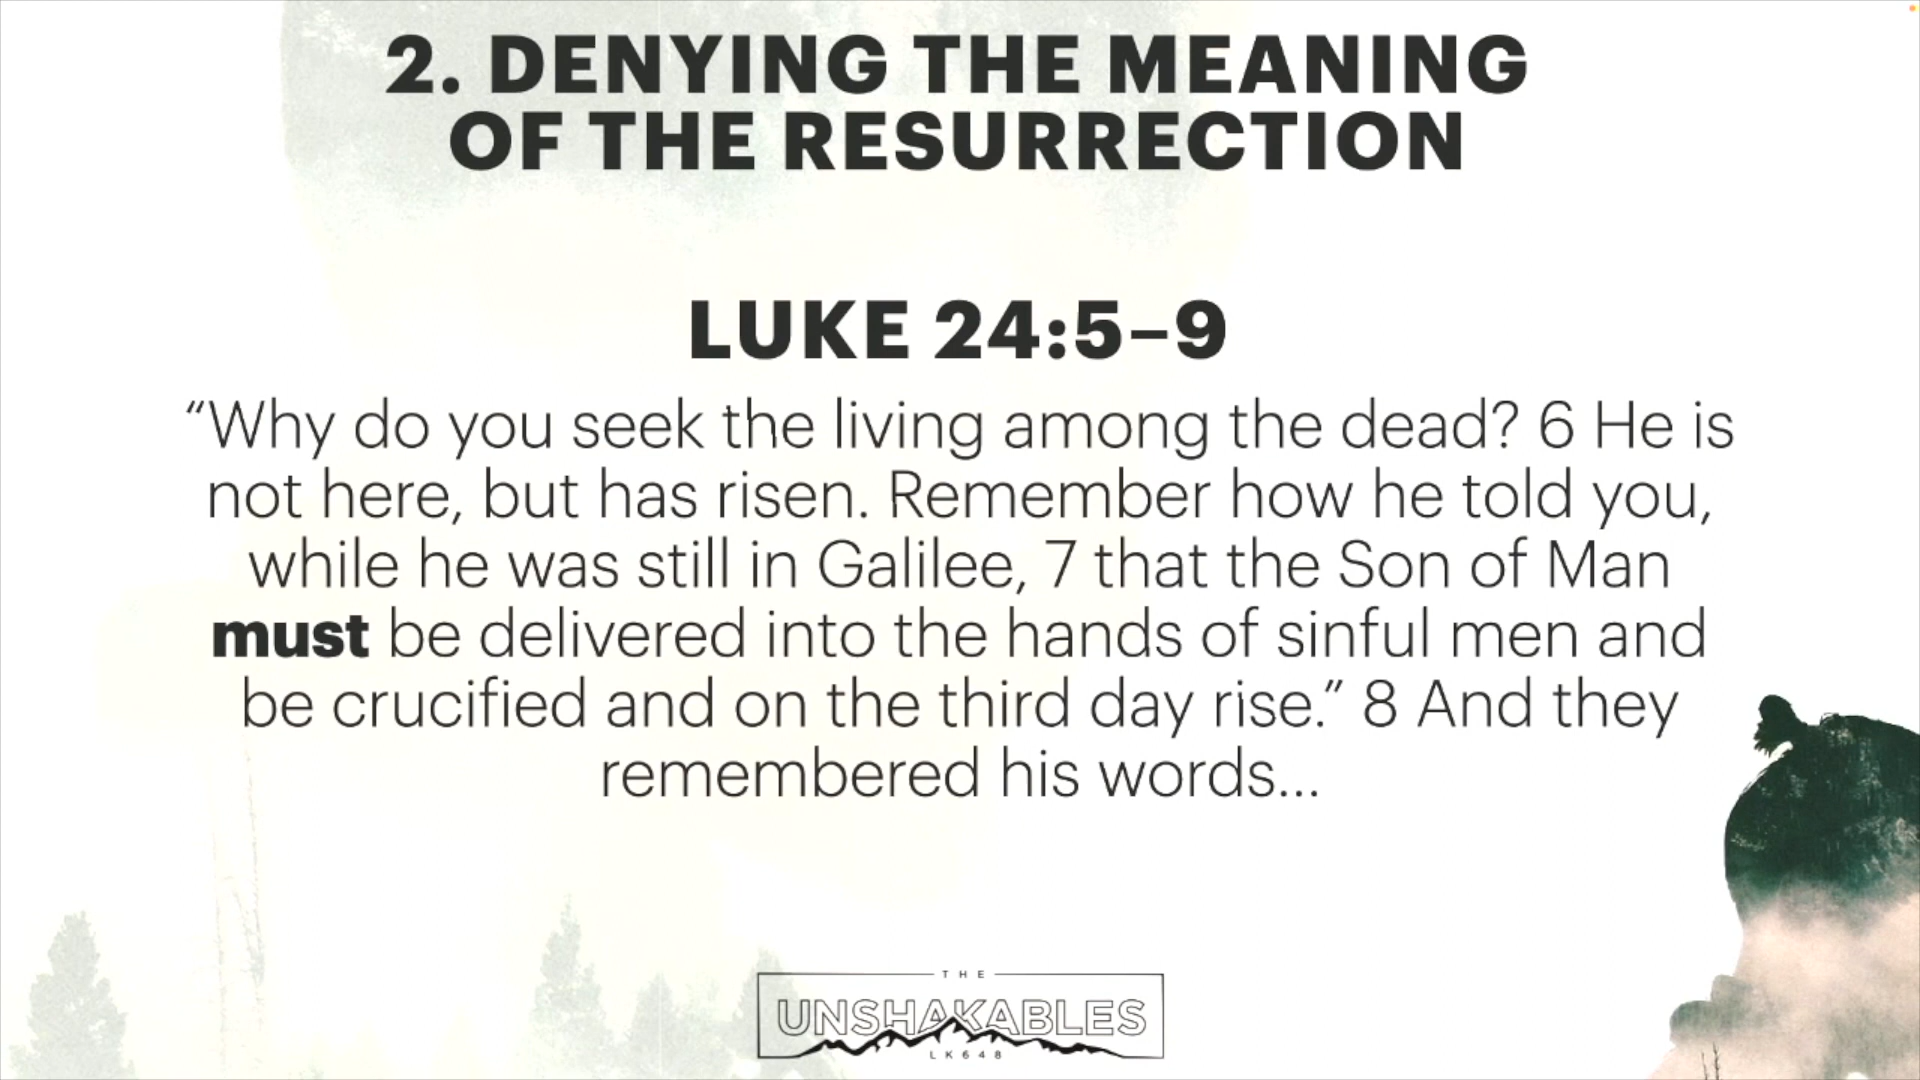 2. DENYING THE MEANING
OF THE RESURRECTION
LUKE 24:5–9
“Why do you seek the living among the dead? 6 He is
not here, but has risen. Remember how he told you,
while he was still in Galilee, 7 that the Son of Man
must be delivered into the hands of sinful men and
be crucified and on the third day rise.” 8 And they
remembered his words...
THE
UNSHAKABLES
LK648